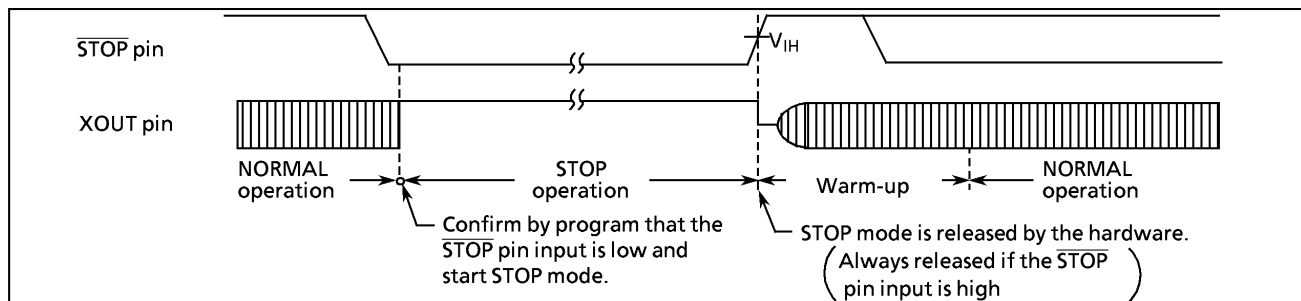 STOP pin
VIH
XOUT pin
NORMAL
operation
STOP
operation
Warm-up
NORMAL
operation
Confirm by program that the
STOP pin input is low and
start STOP mode.
STOP mode is released by the hardware.
(Always released if the STOP
pin input is high)